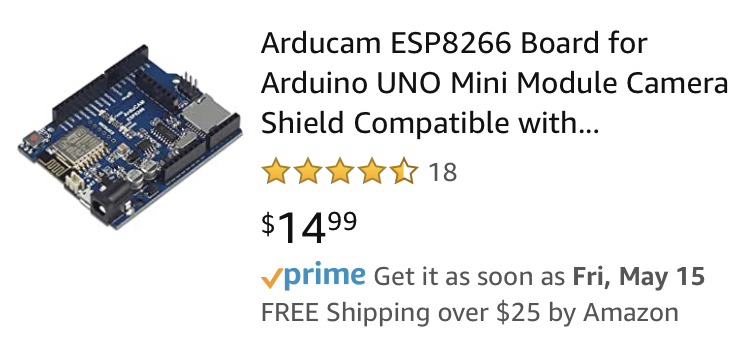 Arducam ESP8266 Board for
Arduino UNO Mini Module Camera
Shield Compatible with...
18
$14.99
prime Get it as soon as Fri, May 15
FREE Shipping over $25 by Amazon